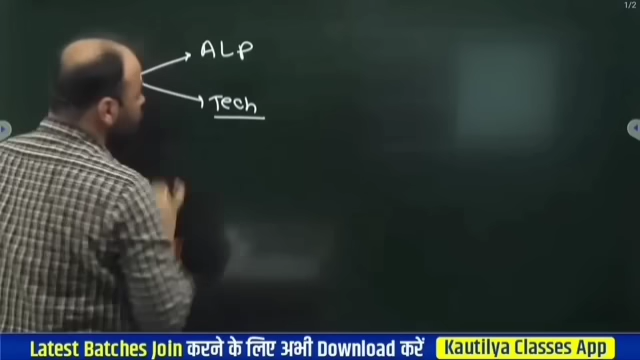 1/2
ALP
Tech
Latest Batches Join करने के लिए अभी Download करें Kautilya Classes App